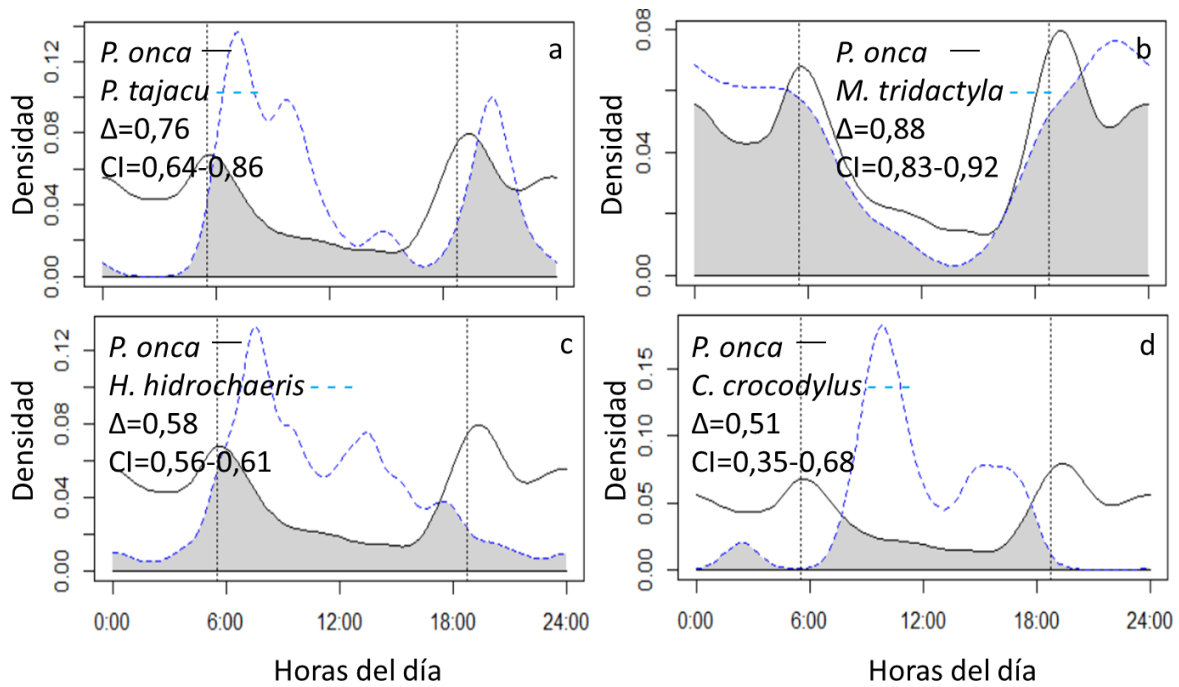 P. onca
a
P. tajacu
Δ=0,76
CI=0,64-0,86
Densidad
0.00 0.04 0.08 0.12
P. onca
b
M. tridactyla
Δ=0,88
CI=0,83-0,92
Densidad
0.00 0.04 0.08
P. onca
c
H. hidrochaeris
Δ=0,58
CI=0,56-0,61
Densidad
0.00 0.04 0.08 0.12
0:00 6:00 12:00 18:00 24:00
Horas del día
P. onca
d
C. crocodylus
Δ=0,51
CI=0,35-0,68
Densidad
0.00 0.05 0.10 0.15
0:00 6:00 12:00 18:00 24:00
Horas del día